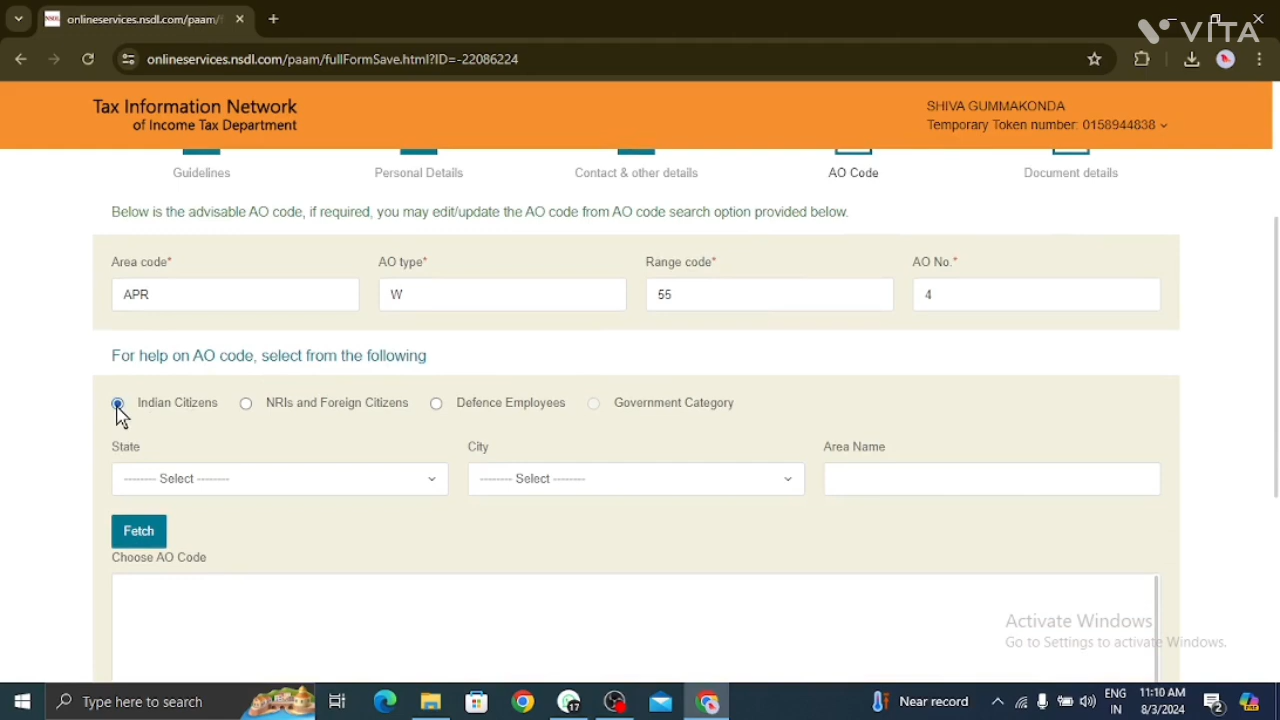 onlineservices.nsdl.com/paam/f
VITA
onlineservices.nsdl.com/paam/fullFormSave.html?ID=-22086224
Tax Information Network
of Income Tax Department
SHIVA GUMMAKONDA
Temporary Token number: 0158944838
Guidelines
Personal Details
Contact & other details
AO Code
Document details
Below is the advisable AO code, if required, you may edit/update the AO code from AO code search option provided below.
Area code*
AO type*
Range code*
AO No.*
APR
W
55
4
For help on AO code, select from the following
Indian Citizens
NRIs and Foreign Citizens
Defence Employees
Government Category
State
City
Area Name
-------- Select --------
-------- Select --------
Fetch
Choose AO Code
Activate Windows
Go to Settings to activate Windows.
Type here to search
17
Near record
ENG
IN
11:10 AM
8/3/2024
2